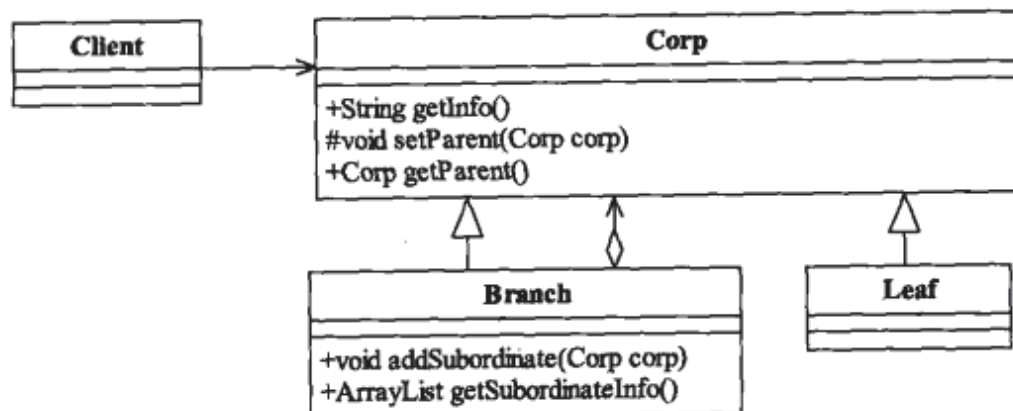 Client
Corp
+String getInfo()
#void setParent(Corp corp)
+Corp getParent()
Branch
+void addSubordinate(Corp corp)
+ArrayList getSubordinateInfo()
Leaf